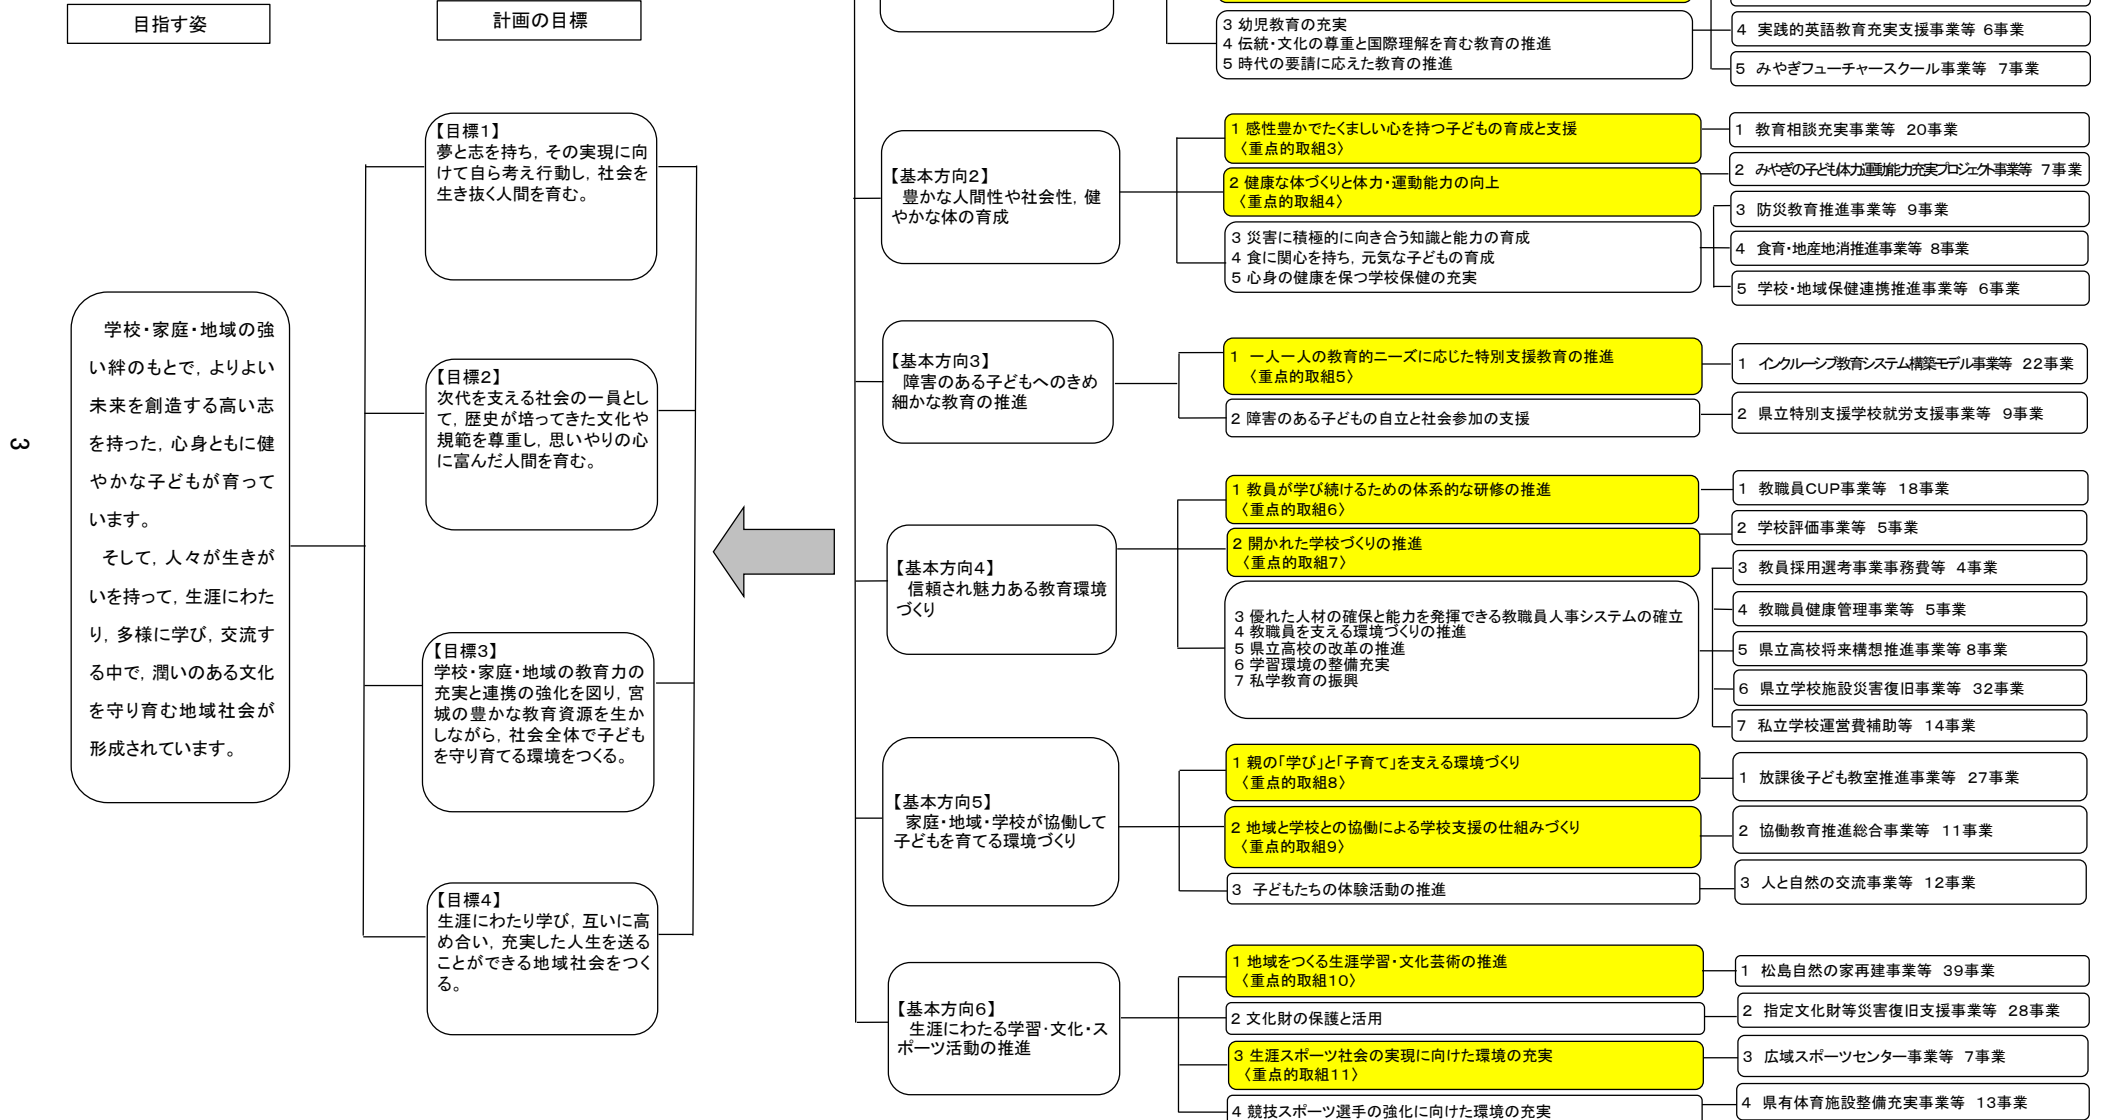 目指す姿
計画の目標
学校・家庭・地域の強
い絆のもとで，よりよい
未来を創造する高い志
を持った，心身ともに健
やかな子どもが育って
います。
そして，人々が生きが
いを持って，生涯にわた
り，多様に学び，交流す
る中で，潤いのある文化
を守り育む地域社会が
形成されています。
3
【目標1】
夢と志を持ち，その実現に向
けて自ら考え行動し，社会を
生き抜く人間を育む。
【目標2】
次代を支える社会の一員とし
て，歴史が培ってきた文化や
規範を尊重し，思いやりの心
に富んだ人間を育む。
【目標3】
学校・家庭・地域の教育力の
充実と連携の強化を図り，宮
城の豊かな教育資源を生か
しながら，社会全体で子ども
を守り育てる環境をつくる。
【目標4】
生涯にわたり学び，互いに高
め合い，充実した人生を送る
ことができる地域社会をつく
る。
3 幼児教育の充実
4 伝統・文化の尊重と国際理解を育む教育の推進
5 時代の要請に応えた教育の推進
4 実践的英語教育充実支援事業等 6事業
5 みやぎフューチャースクール事業等 7事業
【基本方向2】
豊かな人間性や社会性，健
やかな体の育成
1 感性豊かでたくましい心を持つ子どもの育成と支援
〈重点的取組3〉
2 健康な体づくりと体力・運動能力の向上
〈重点的取組4〉
3 災害に積極的に向き合う知識と能力の育成
4 食に関心を持ち，元気な子どもの育成
5 心身の健康を保つ学校保健の充実
1 教育相談充実事業等 20事業
2 みやぎの子ども体力運動能力充実プロジェクト事業等 7事業
3 防災教育推進事業等 9事業
4 食育・地産地消推進事業等 8事業
5 学校・地域保健連携推進事業等 6事業
【基本方向3】
障害のある子どもへのきめ
細かな教育の推進
1 一人一人の教育的ニーズに応じた特別支援教育の推進
〈重点的取組5〉
2 障害のある子どもの自立と社会参加の支援
1 インクルーシブ教育システム構築モデル事業等 22事業
2 県立特別支援学校就労支援事業等 9事業
【基本方向4】
信頼され魅力ある教育環境
づくり
1 教員が学び続けるための体系的な研修の推進
〈重点的取組6〉
2 開かれた学校づくりの推進
〈重点的取組7〉
3 優れた人材の確保と能力を発揮できる教職員人事システムの確立
4 教職員を支える環境づくりの推進
5 県立高校の改革の推進
6 学習環境の整備充実
7 私学教育の振興
1 教職員CUP事業等 18事業
2 学校評価事業等 5事業
3 教員採用選考事業事務費等 4事業
4 教職員健康管理事業等 5事業
5 県立高校将来構想推進事業等 8事業
6 県立学校施設災害復旧事業等 32事業
7 私立学校運営費補助等 14事業
【基本方向5】
家庭・地域・学校が協働して
子どもを育てる環境づくり
1 親の「学び」と「子育て」を支える環境づくり
〈重点的取組8〉
2 地域と学校との協働による学校支援の仕組みづくり
〈重点的取組9〉
3 子どもたちの体験活動の推進
1 放課後子ども教室推進事業等 27事業
2 協働教育推進総合事業等 11事業
3 人と自然の交流事業等 12事業
【基本方向6】
生涯にわたる学習・文化・ス
ポーツ活動の推進
1 地域をつくる生涯学習・文化芸術の推進
〈重点的取組10〉
2 文化財の保護と活用
3 生涯スポーツ社会の実現に向けた環境の充実
〈重点的取組11〉
4 競技スポーツ選手の強化に向けた環境の充実
1 松島自然の家再建事業等 39事業
2 指定文化財等災害復旧支援事業等 28事業
3 広域スポーツセンター事業等 7事業
4 県有体育施設整備充実事業等 13事業